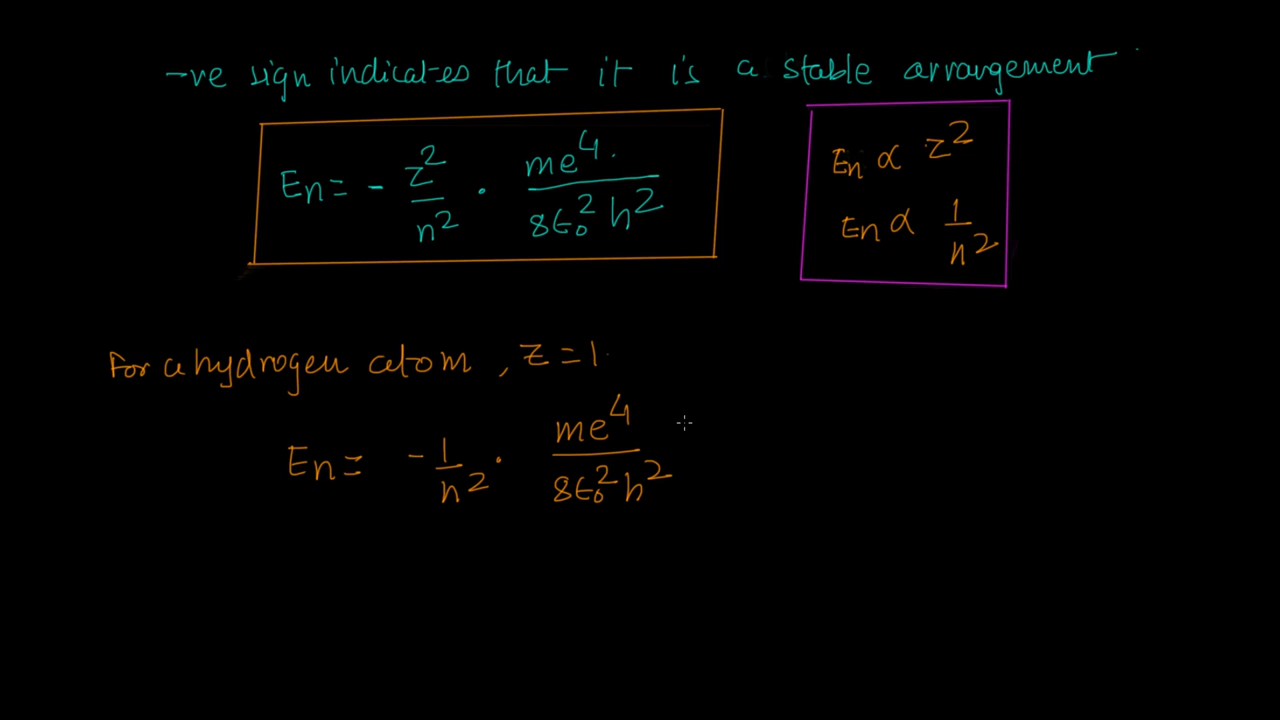 -ve sign indicates that it is a stable arrangement
En = - z²/n² · me⁴/8ε₀²h²
En ∝ z²
En ∝ 1/n²
For a hydrogen atom, z = 1
En = - 1/n² · me⁴/8ε₀²h²